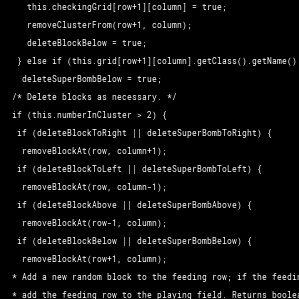 this.checkingGrid[row+1][column] = true;
removeClusterFrom(row+1, column);
deleteBlockBelow = true;
} else if (this.grid[row+1][column].getClass().getName()
deleteSuperBombBelow = true;
/* Delete blocks as necessary. */
if (this.numberInCluster > 2) {
if (deleteBlockToRight || deleteSuperBombToRight) {
removeBlockAt(row, column+1);
if (deleteBlockToLeft || deleteSuperBombToLeft) {
removeBlockAt(row, column-1);
if (deleteBlockAbove || deleteSuperBombAbove) {
removeBlockAt(row-1, column);
if (deleteBlockBelow || deleteSuperBombBelow) {
removeBlockAt(row+1, column);
* Add a new random block to the feeding row; if the feedin
* add the feeding row to the playing field. Returns boolea